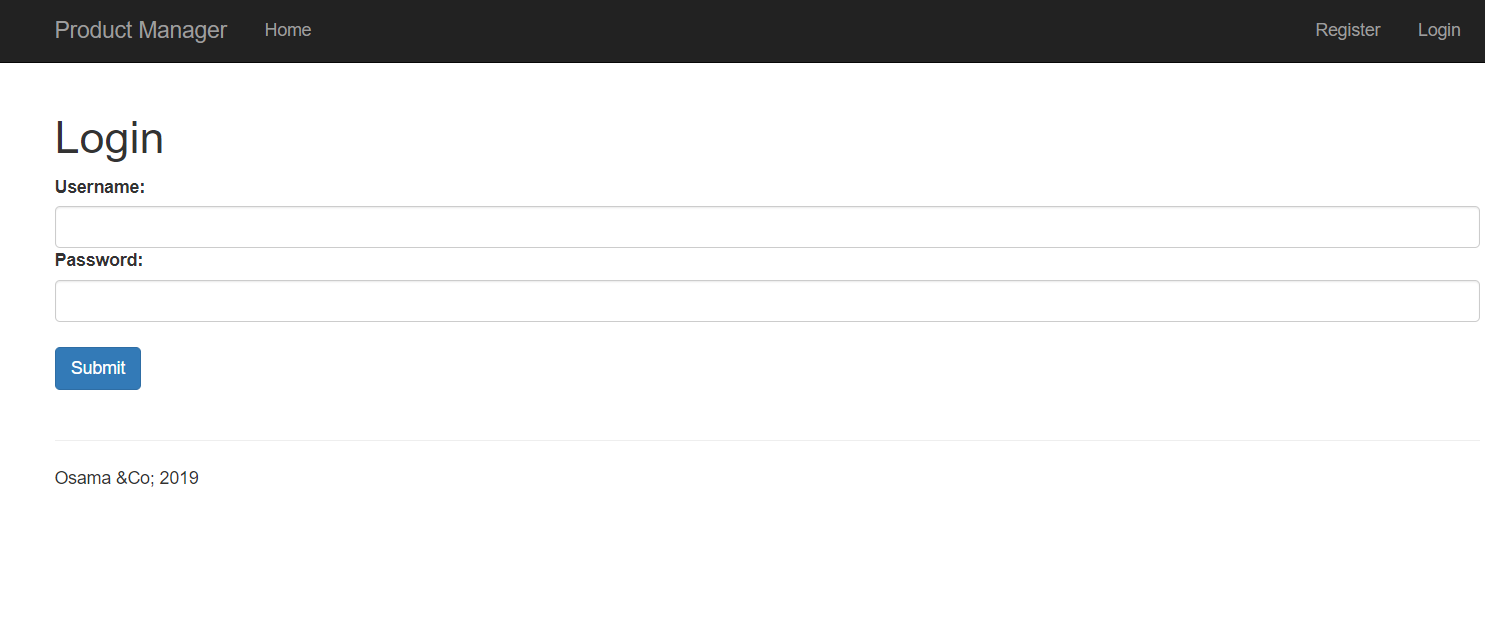 Product Manager Home Register Login
Login
Username:
Password:
Submit
Osama &Co; 2019